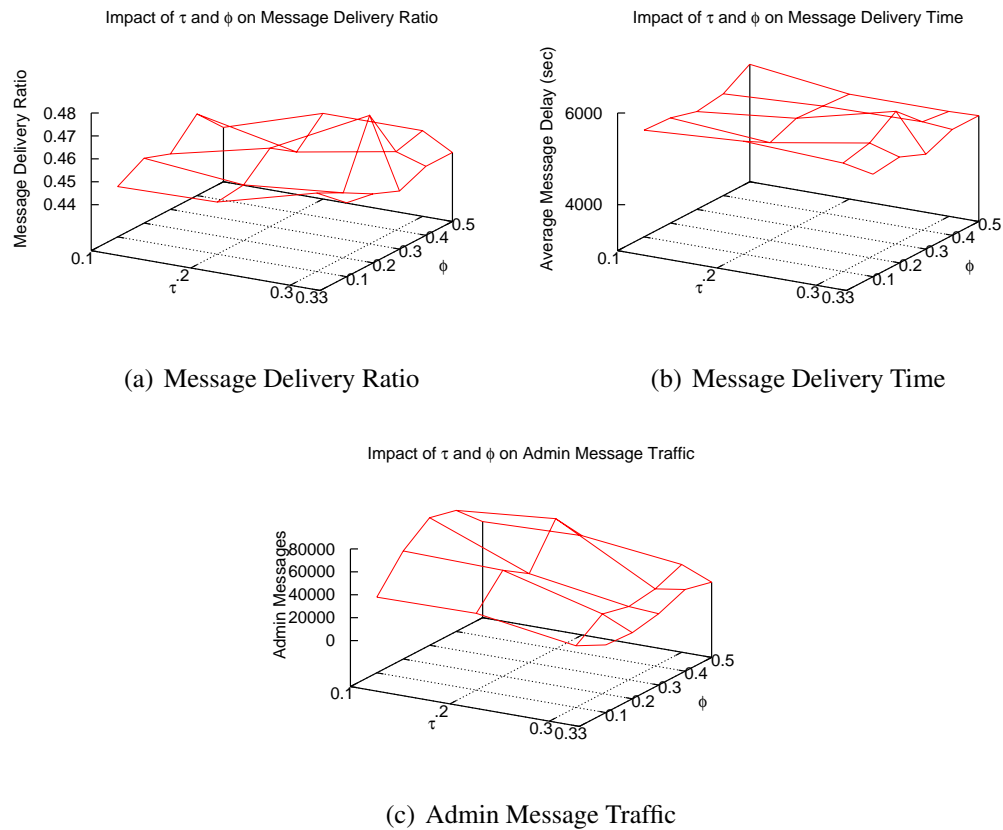 Impact of τ and ϕ on Message Delivery Ratio
Message Delivery Ratio
0.48
0.47
0.46
0.45
0.44
0.1
.2
0.3
0.33
τ
0.1
0.2
0.3
0.4
0.5
ϕ
(a) Message Delivery Ratio
Impact of τ and ϕ on Message Delivery Time
Average Message Delay (sec)
6000
4000
0.1
.2
0.3
0.33
τ
0.1
0.2
0.3
0.4
0.5
ϕ
(b) Message Delivery Time
Impact of τ and ϕ on Admin Message Traffic
Admin Messages
80000
60000
40000
20000
0
0.1
.2
0.3
0.33
τ
0.1
0.2
0.3
0.4
0.5
ϕ
(c) Admin Message Traffic